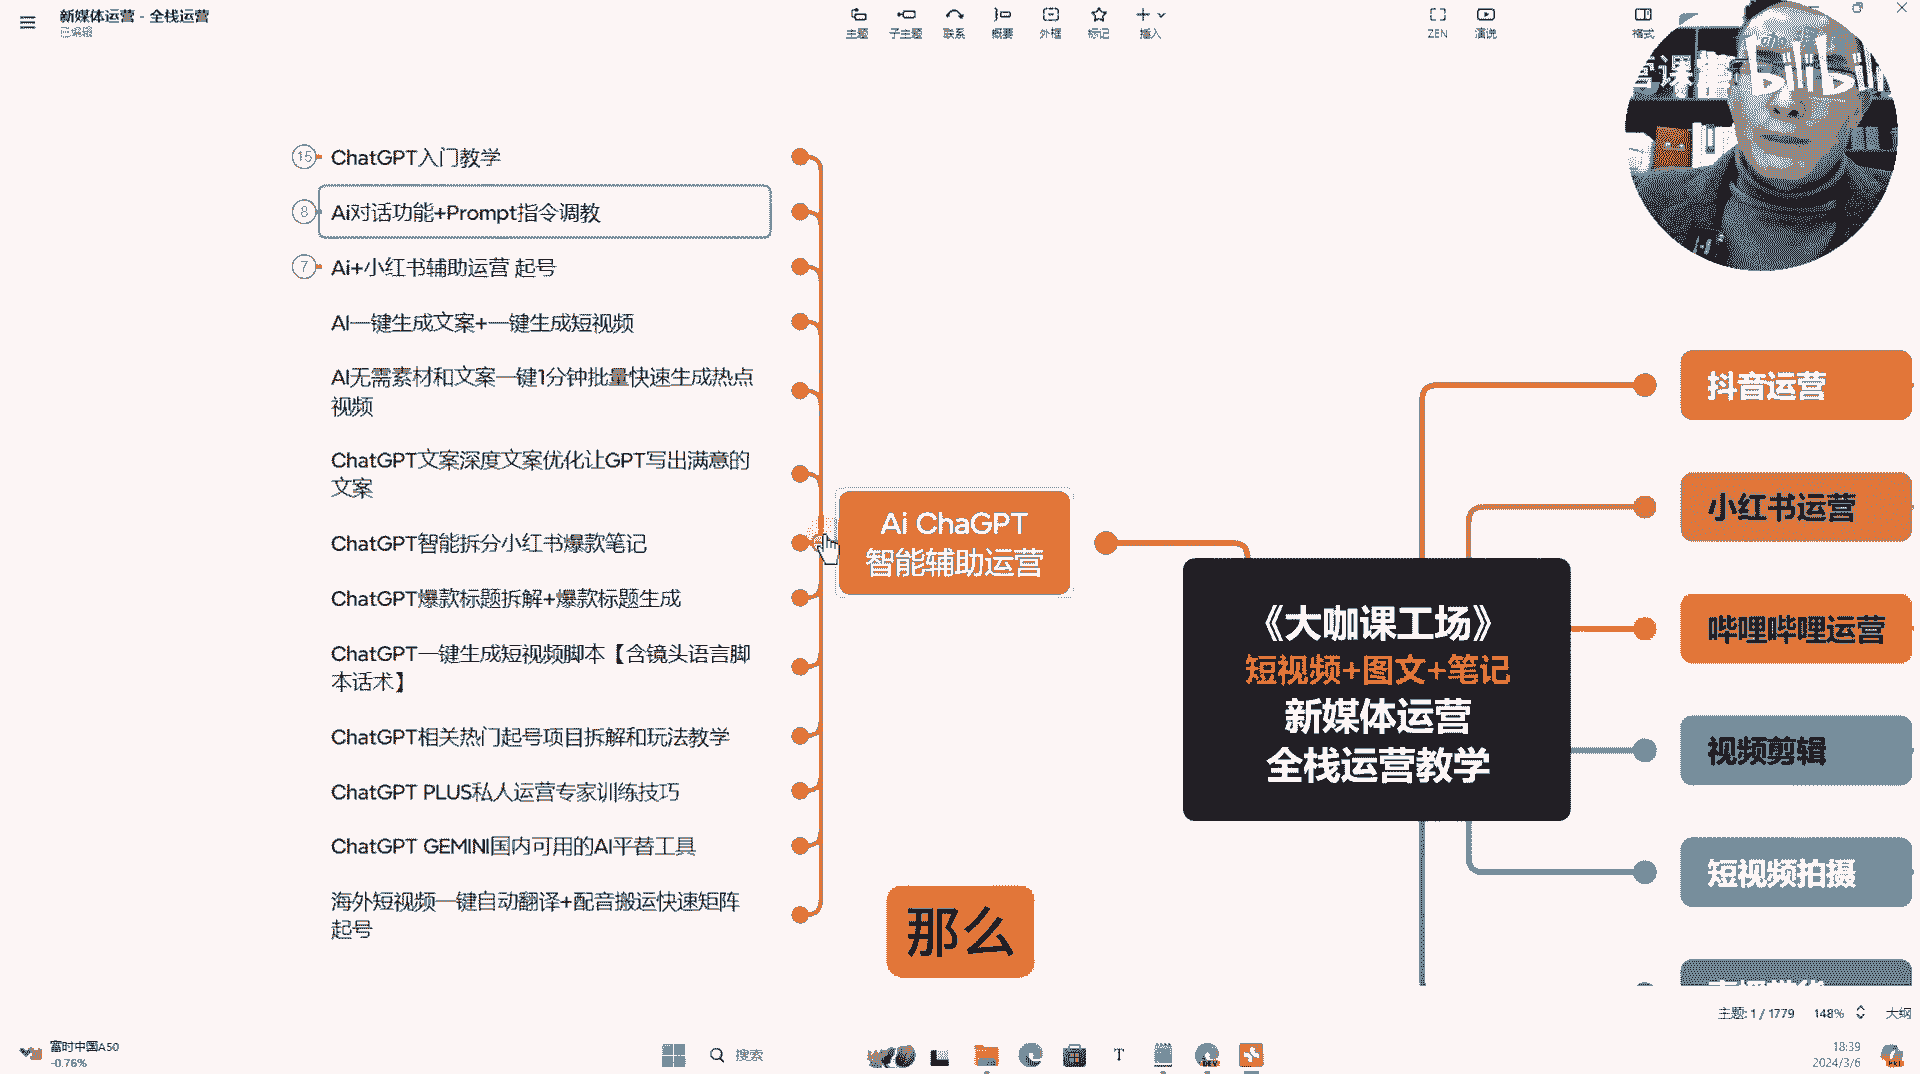 新媒体运营 - 全栈运营
已编辑
主题
子主题
联系
概要
外框
标记
插入
ZEN
演说
格式
营课
bilibili
15
ChatGPT入门教学
8
Ai对话功能+Prompt指令调教
7
Ai+小红书辅助运营 起号
AI一键生成文案+一键生成短视频
AI无需素材和文案一键1分钟批量快速生成热点
视频
ChatGPT文案深度文案优化让GPT写出满意的
文案
ChatGPT智能拆分小红书爆款笔记
ChatGPT爆款标题拆解+爆款标题生成
ChatGPT一键生成短视频脚本【含镜头语言脚
本话术】
ChatGPT相关热门起号项目拆解和玩法教学
ChatGPT PLUS私人运营专家训练技巧
ChatGPT GEMINI国内可用的AI平替工具
海外短视频一键自动翻译+配音搬运快速矩阵
起号
Ai ChaGPT
智能辅助运营
《大咖课工场》
短视频+图文+笔记
新媒体运营
全栈运营教学
抖音运营
小红书运营
哔哩哔哩运营
视频剪辑
短视频拍摄
那么
主题: 1 / 1779
148%
大纲
富时中国A50
-0.76%
搜索
18:39
2024/3/6